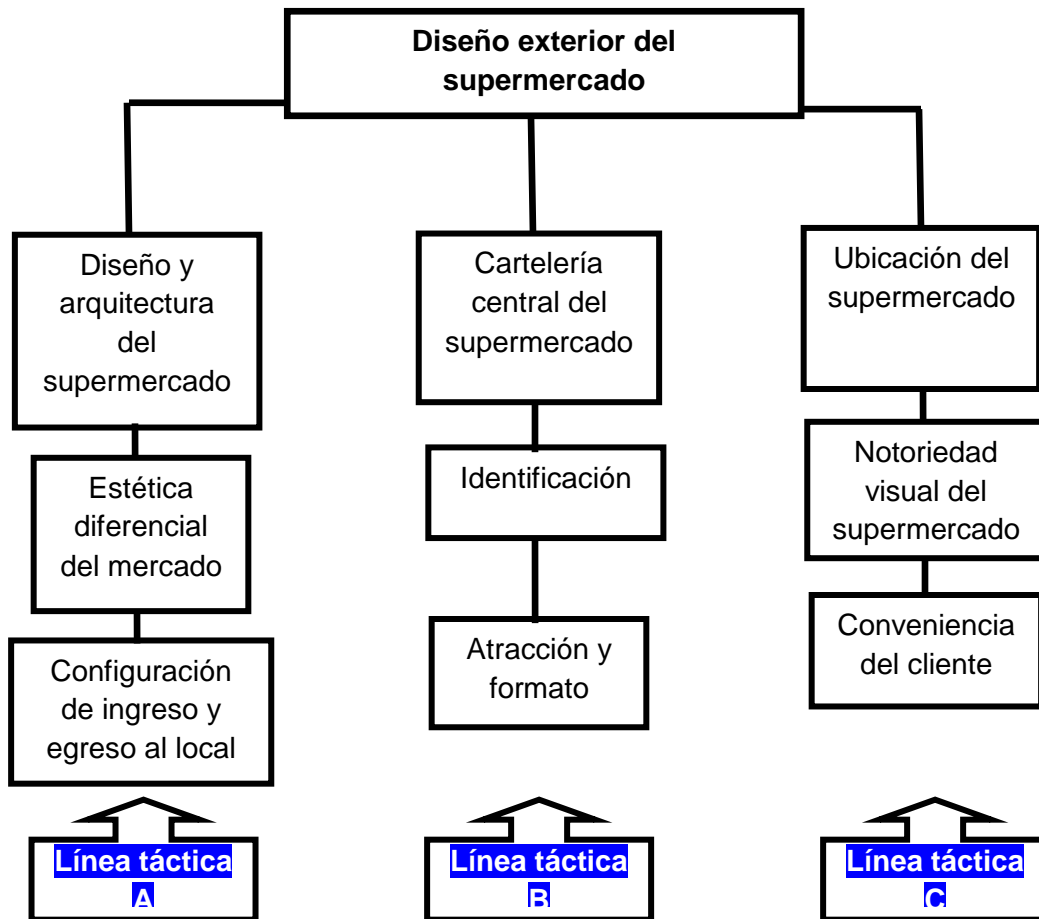 Diseño exterior del
supermercado
Diseño y
arquitectura
del
supermercado
Estética
diferencial
del mercado
Configuración
de ingreso y
egreso al local
Línea táctica
A
Cartelería
central del
supermercado
Identificación
Atracción y
formato
Línea táctica
B
Ubicación del
supermercado
Notoriedad
visual del
supermercado
Conveniencia
del cliente
Línea táctica
C